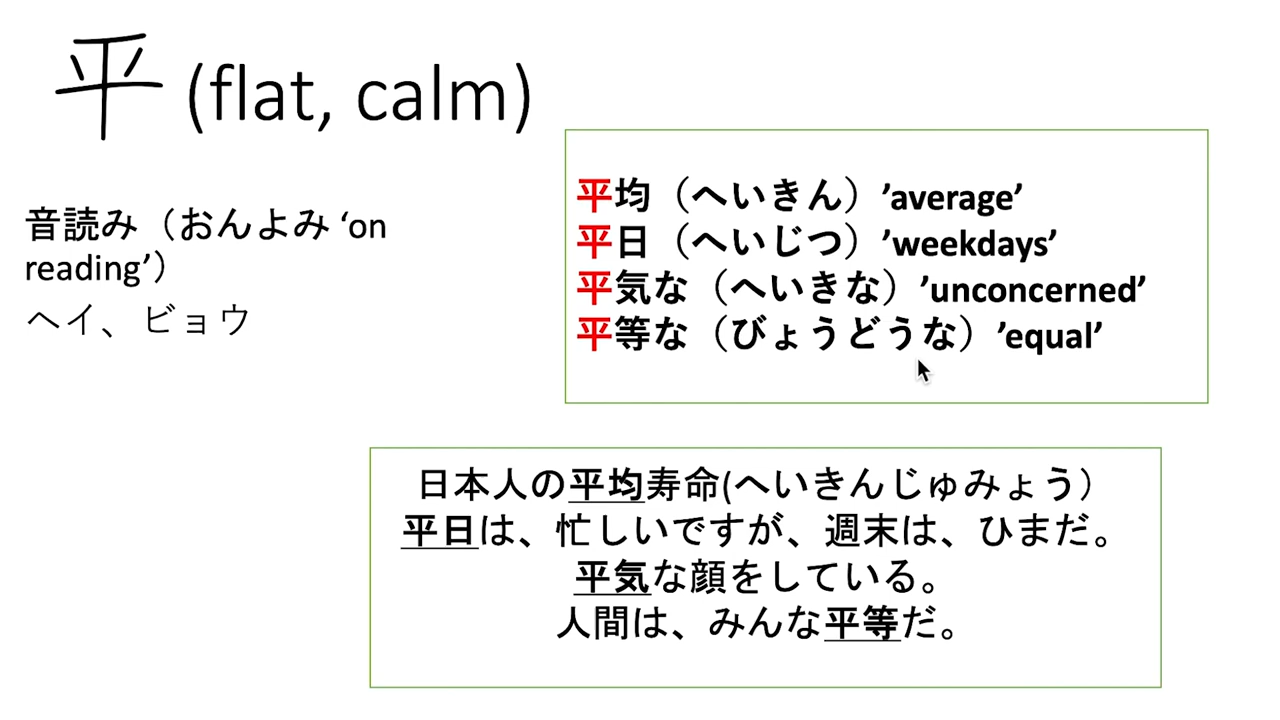 平 (flat, calm)
音読み（おんよみ ‘on
reading’）
ヘイ、ビョウ
平均（へいきん）’average’
平日（へいじつ）’weekdays’
平気な（へいきな）’unconcerned’
平等な（びょうどうな）’equal’
日本人の平均寿命(へいきんじゅみょう）
平日は、忙しいですが、週末は、ひまだ。
平気な顔をしている。
人間は、みんな平等だ。